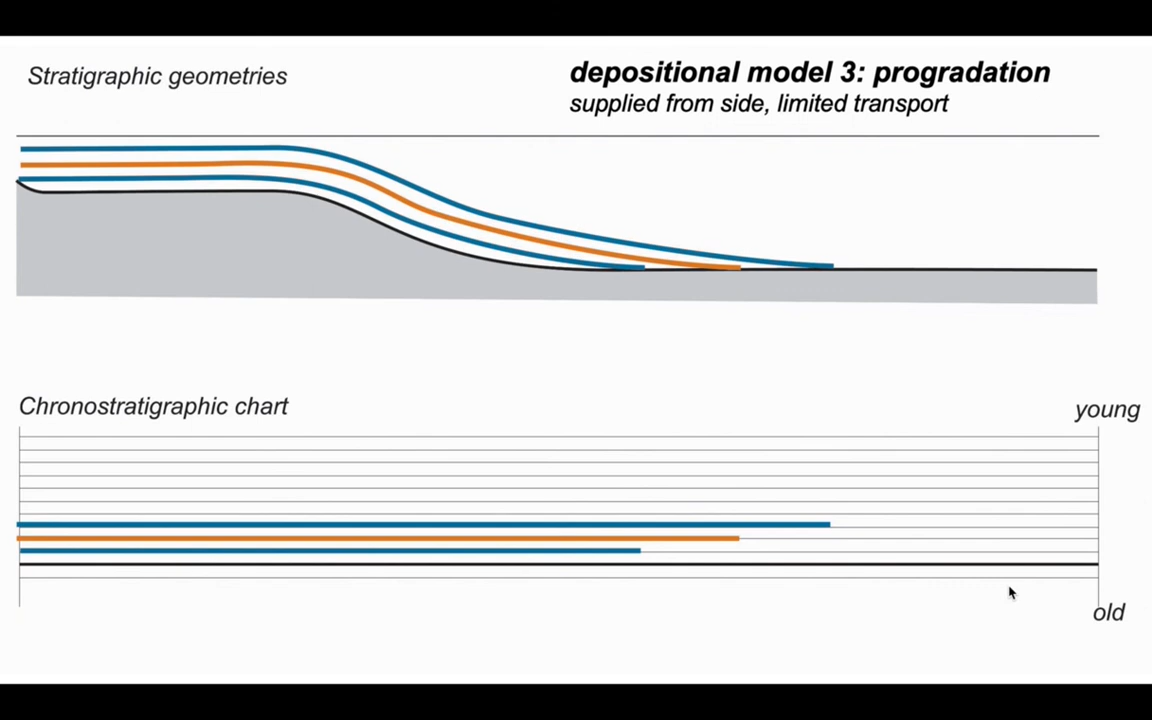 Stratigraphic geometries
depositional model 3: progradation
supplied from side, limited transport
Chronostratigraphic chart
young
old